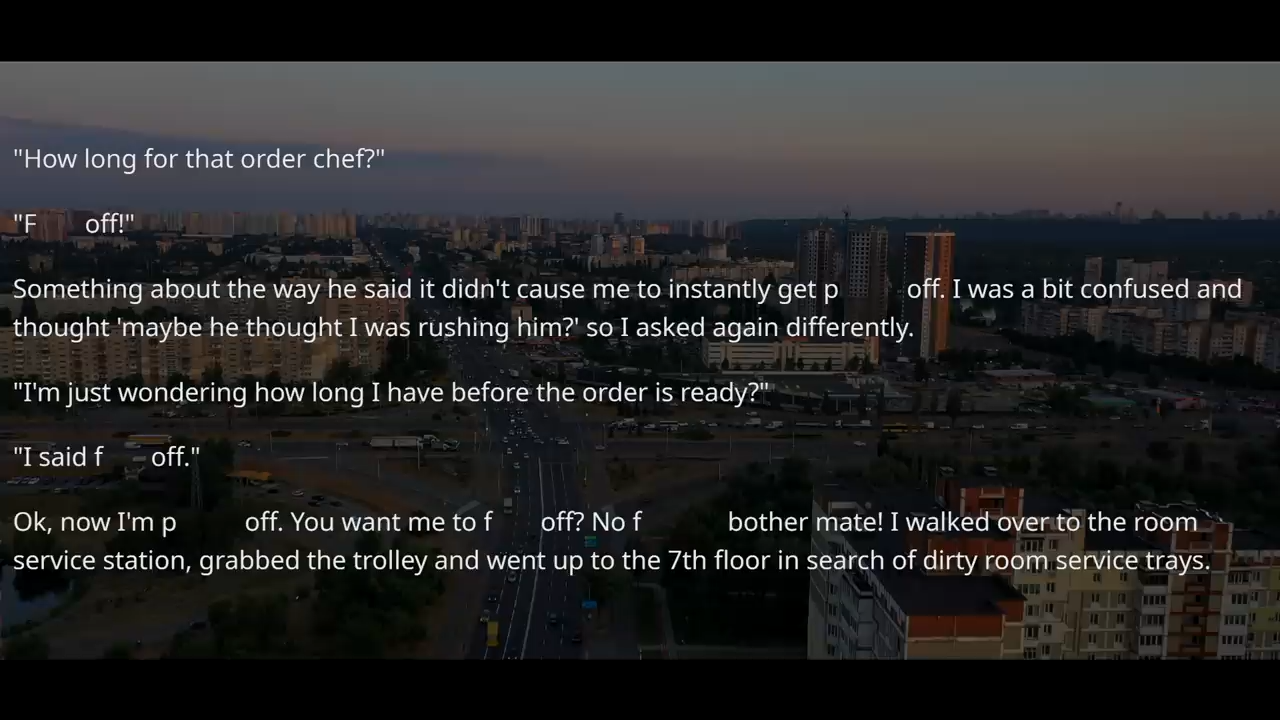 "How long for that order chef?"
"F off!"
Something about the way he said it didn't cause me to instantly get p off. I was a bit confused and
thought 'maybe he thought I was rushing him?' so I asked again differently.
"I'm just wondering how long I have before the order is ready?"
"I said f off."
Ok, now I'm p off. You want me to f off? No f bother mate! I walked over to the room
service station, grabbed the trolley and went up to the 7th floor in search of dirty room service trays.